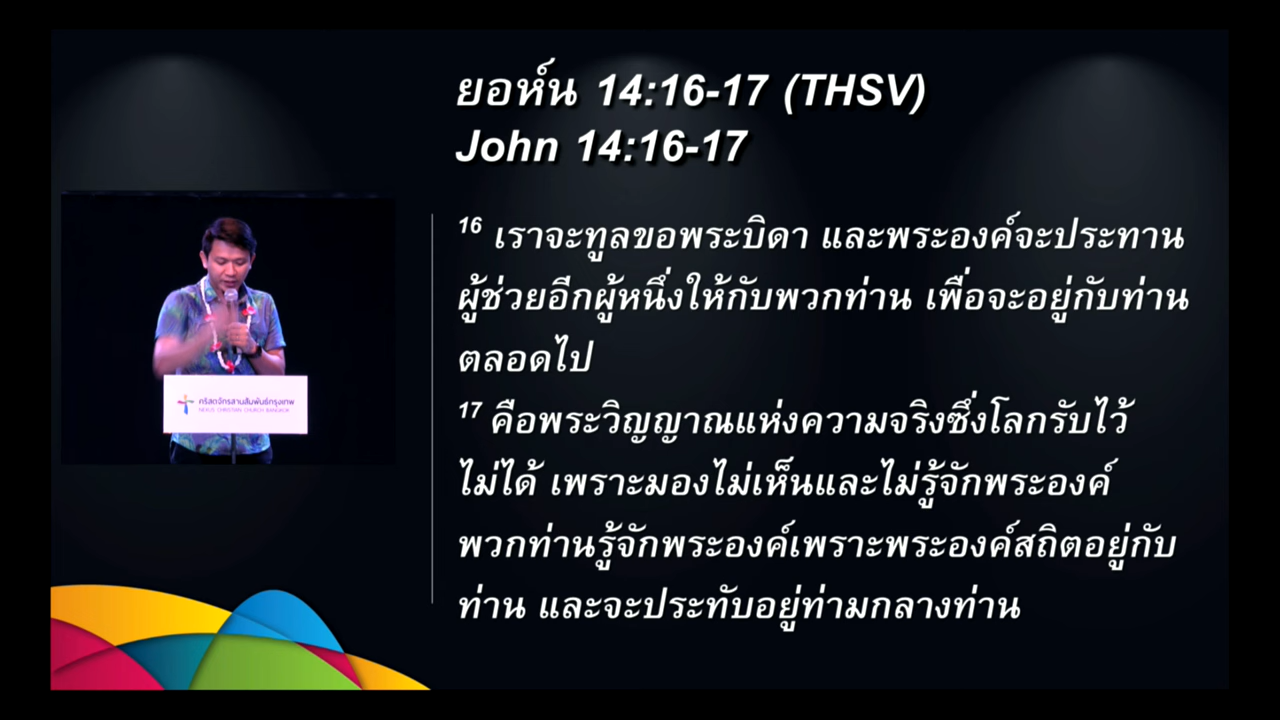 ยอห์น 14:16-17 (THSV)
John 14:16-17
16 เราจะทูลขอพระบิดา และพระองค์จะประทาน
ผู้ช่วยอีกผู้หนึ่งให้กับพวกท่าน เพื่อจะอยู่กับท่าน
ตลอดไป
17 คือพระวิญญาณแห่งความจริงซึ่งโลกรับไว้
ไม่ได้ เพราะมองไม่เห็นและไม่รู้จักพระองค์
พวกท่านรู้จักพระองค์เพราะพระองค์สถิตอยู่กับ
ท่าน และจะประทับอยู่ท่ามกลางท่าน
คริสตจักรสานสัมพันธ์กรุงเทพ
NEXUS CHRISTIAN CHURCH BANGKOK